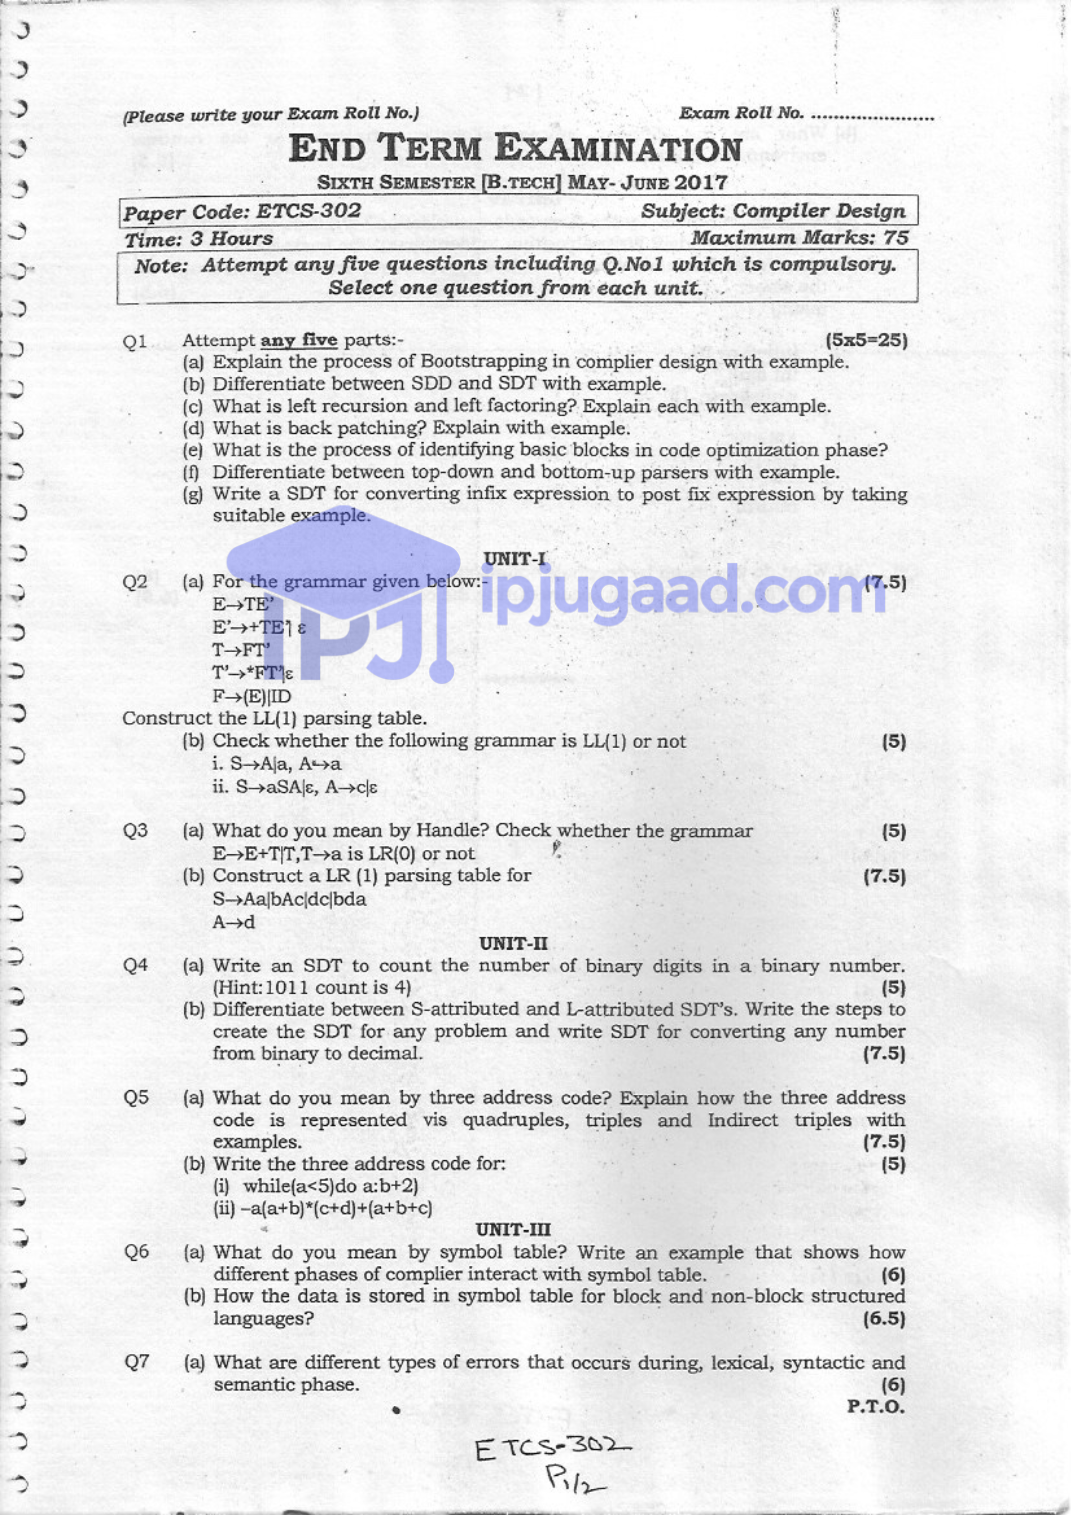 (Please write your Exam Roll No.) Exam Roll No. ......................
END TERM EXAMINATION
SIXTH SEMESTER [B.TECH] MAY- JUNE 2017
Paper Code: ETCS-302 Subject: Compiler Design
Time: 3 Hours Maximum Marks: 75
Note: Attempt any five questions including Q.No1 which is compulsory.
Select one question from each unit.
Q1 Attempt any five parts:- (5x5=25)
(a) Explain the process of Bootstrapping in complier design with example.
(b) Differentiate between SDD and SDT with example.
(c) What is left recursion and left factoring? Explain each with example.
(d) What is back patching? Explain with example.
(e) What is the process of identifying basic blocks in code optimization phase?
(f) Differentiate between top-down and bottom-up parsers with example.
(g) Write a SDT for converting infix expression to post fix expression by taking
suitable example.
UNIT-I
Q2 (a) For the grammar given below:- (7.5)
E→TE'
E'→+TE'| ε
T→FT'
T'→*FT'|ε
F→(E)|ID
IPJ
ipjugaad.com
Construct the LL(1) parsing table.
(b) Check whether the following grammar is LL(1) or not (5)
i. S→A|a, A→a
ii. S→aSA|ε, A→c|ε
Q3 (a) What do you mean by Handle? Check whether the grammar (5)
E→E+T|T,T→a is LR(0) or not
(b) Construct a LR (1) parsing table for (7.5)
S→Aa|bAc|dc|bda
A→d
UNIT-II
Q4 (a) Write an SDT to count the number of binary digits in a binary number.
(Hint:1011 count is 4) (5)
(b) Differentiate between S-attributed and L-attributed SDT's. Write the steps to
create the SDT for any problem and write SDT for converting any number
from binary to decimal. (7.5)
Q5 (a) What do you mean by three address code? Explain how the three address
code is represented vis quadruples, triples and Indirect triples with
examples. (7.5)
(b) Write the three address code for: (5)
(i) while(a<5)do a:b+2)
(ii) –a(a+b)*(c+d)+(a+b+c)
UNIT-III
Q6 (a) What do you mean by symbol table? Write an example that shows how
different phases of complier interact with symbol table. (6)
(b) How the data is stored in symbol table for block and non-block structured
languages? (6.5)
Q7 (a) What are different types of errors that occurs during, lexical, syntactic and
semantic phase. (6)
P.T.O.
ETCS-302
P1/2